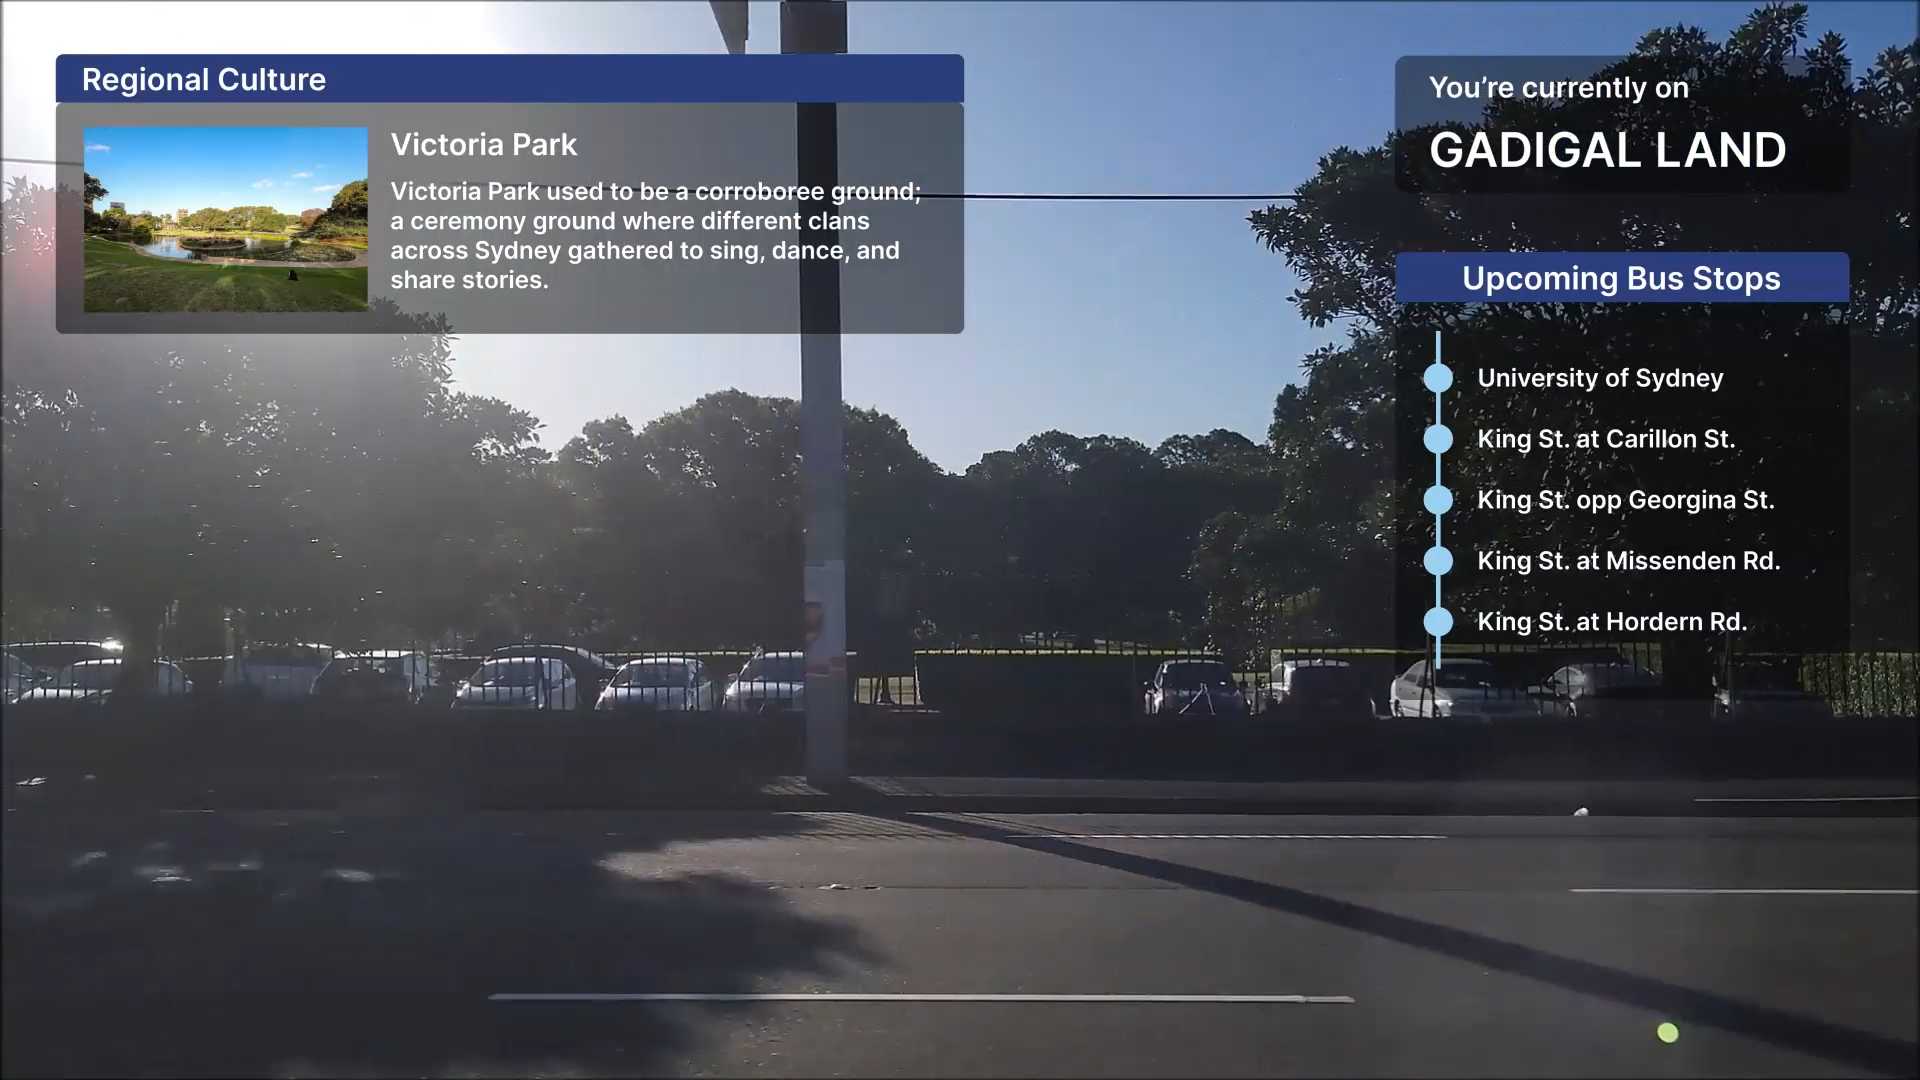 Regional Culture
Victoria Park
Victoria Park used to be a corroboree ground;
a ceremony ground where different clans
across Sydney gathered to sing, dance, and
share stories.
You’re currently on
GADIGAL LAND
Upcoming Bus Stops
University of Sydney
King St. at Carillon St.
King St. opp Georgina St.
King St. at Missenden Rd.
King St. at Hordern Rd.